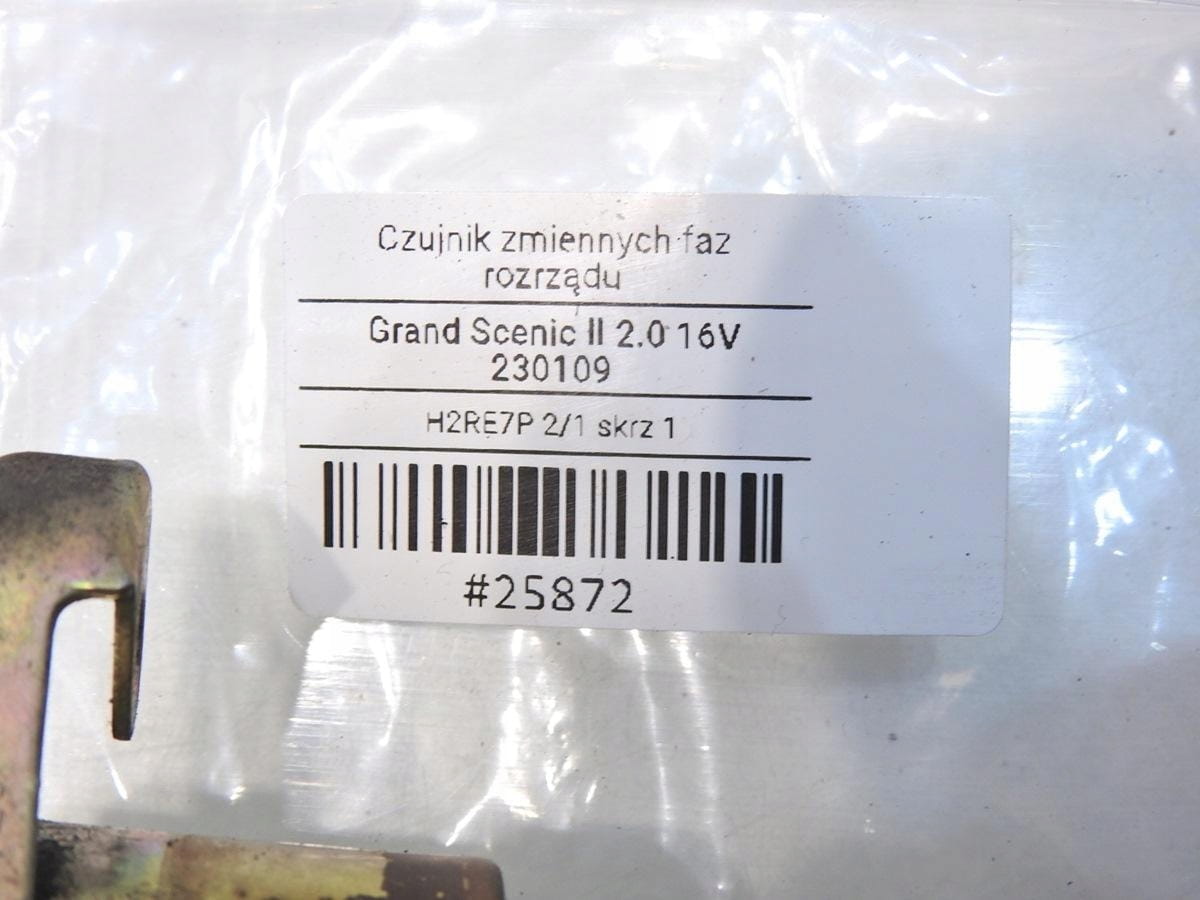 Czujnik zmiennych faz
rozrządu
Grand Scenic II 2.0 16V
230109
H2RE7P 2/1 skrz 1
#25872